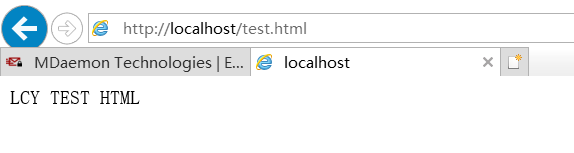 http://localhost/test.html
MDaemon Technologies | E...
localhost
LCY TEST HTML